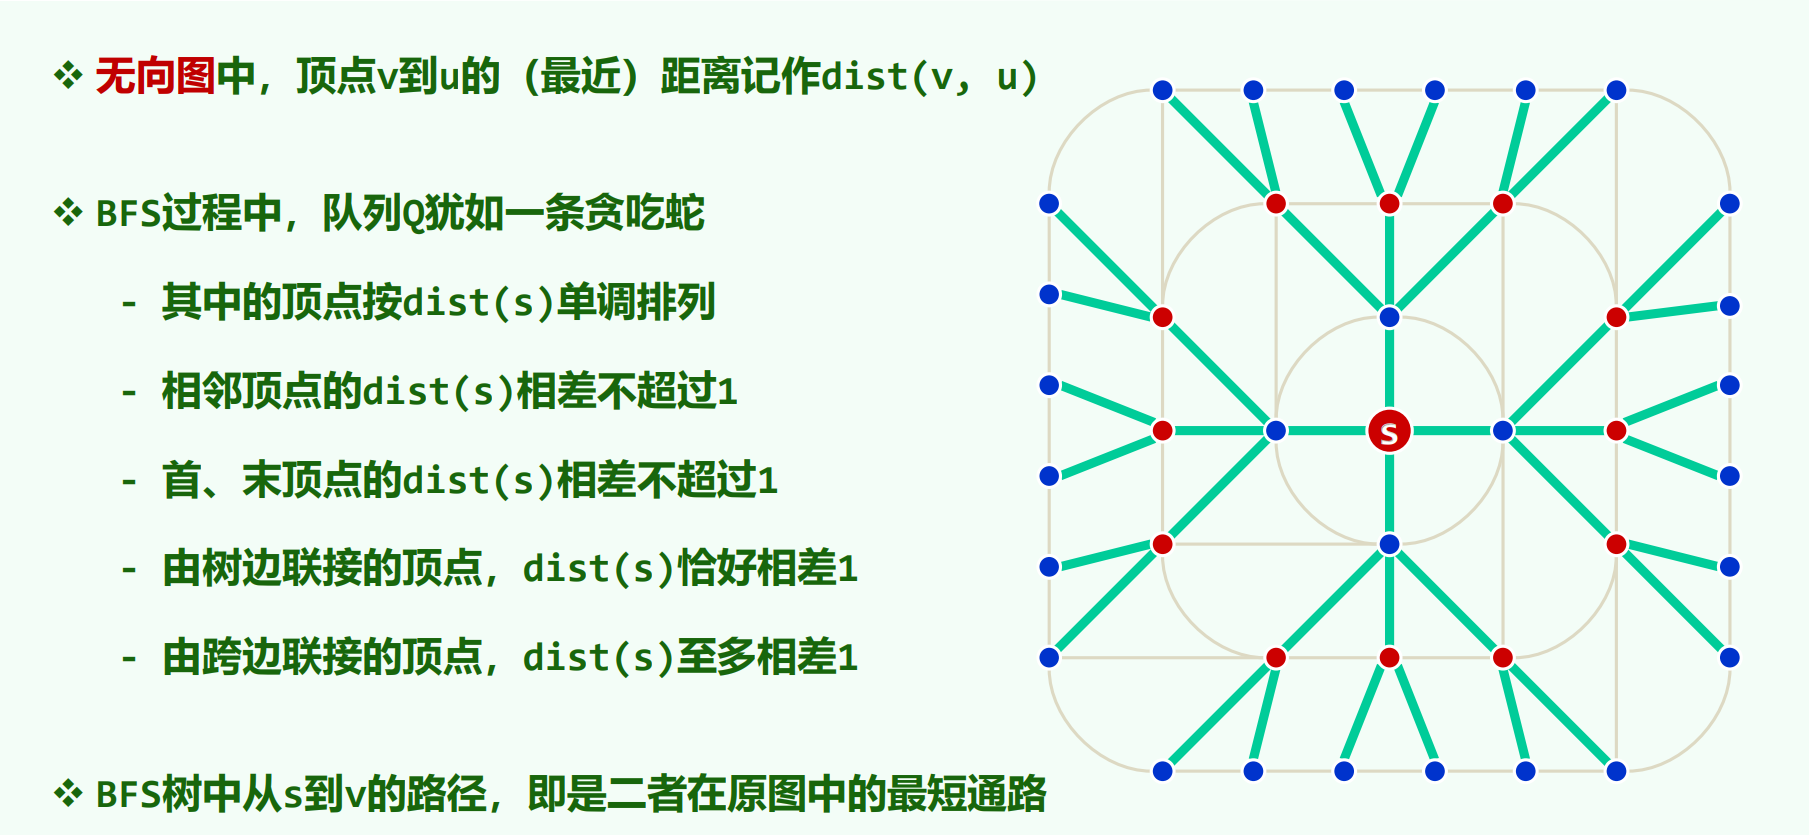 ❖ 无向图中，顶点v到u的（最近）距离记作dist(v, u)
❖ BFS过程中，队列Q犹如一条贪吃蛇
- 其中的顶点按dist(s)单调排列
- 相邻顶点的dist(s)相差不超过1
- 首、末顶点的dist(s)相差不超过1
- 由树边联接的顶点，dist(s)恰好相差1
- 由跨边联接的顶点，dist(s)至多相差1
❖ BFS树中从s到v的路径，即是二者在原图中的最短通路
S